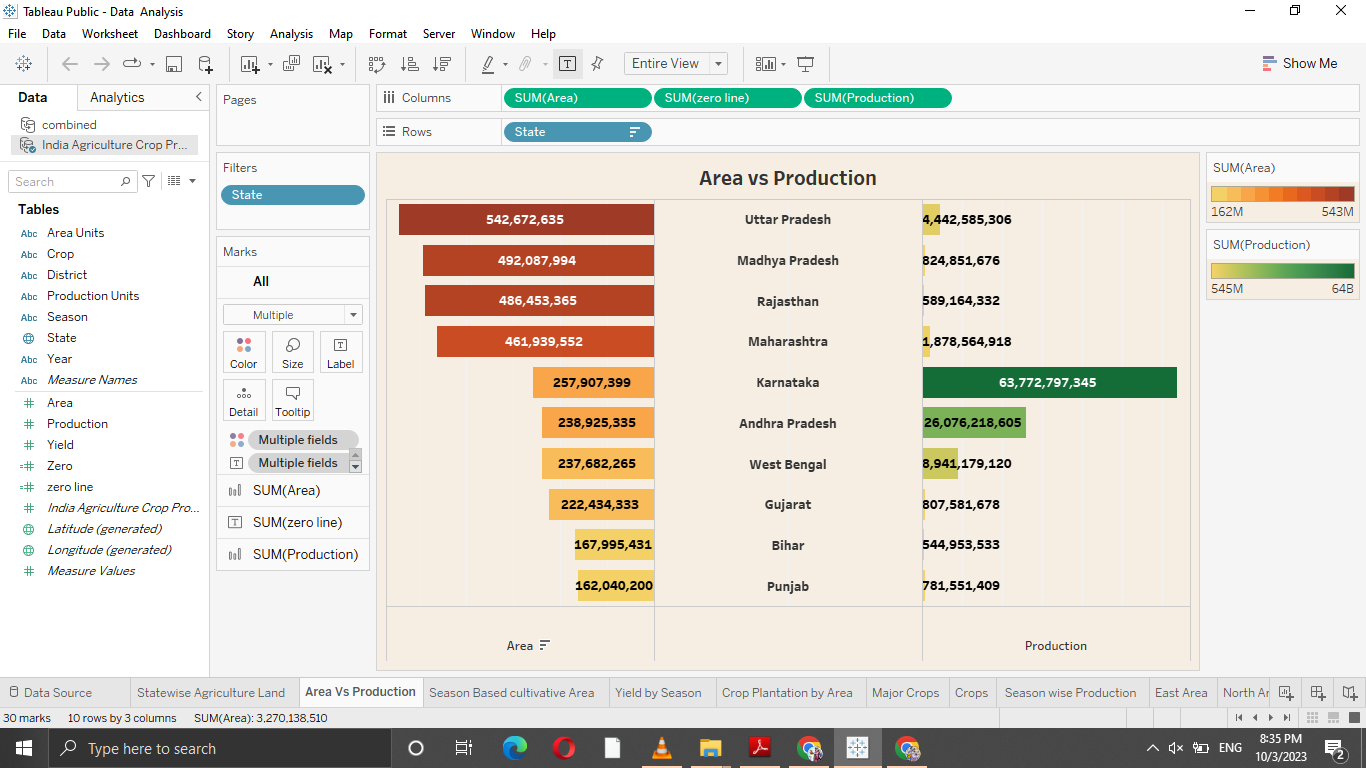 Tableau Public - Data  Analysis
File Data Worksheet Dashboard Story Analysis Map Format Server Window Help
Entire View
Show Me
Data Analytics
combined
India Agriculture Crop Pr...
Search
Tables
Abc Area Units
Abc Crop
Abc District
Abc Production Units
Abc Season
State
Abc Year
Abc Measure Names
Area
Production
Yield
Zero
zero line
India Agriculture Crop Pro...
Latitude (generated)
Longitude (generated)
Measure Values
Pages
Filters
State
Marks
All
Multiple
Color Size Label
Detail Tooltip
Multiple fields
Multiple fields
SUM(Area)
SUM(zero line)
SUM(Production)
Columns SUM(Area) SUM(zero line) SUM(Production)
Rows State
Area vs Production
542,672,635 Uttar Pradesh 4,442,585,306
492,087,994 Madhya Pradesh 824,851,676
486,453,365 Rajasthan 589,164,332
461,939,552 Maharashtra 1,878,564,918
257,907,399 Karnataka 63,772,797,345
238,925,335 Andhra Pradesh 26,076,218,605
237,682,265 West Bengal 8,941,179,120
222,434,333 Gujarat 807,581,678
167,995,431 Bihar 544,953,533
162,040,200 Punjab 781,551,409
Area Production
SUM(Area)
162M 543M
SUM(Production)
545M 64B
Data Source Statewise Agriculture Land Area Vs Production Season Based cultivative Area Yield by Season Crop Plantation by Area Major Crops Crops Season wise Production East Area North Ar
30 marks 10 rows by 3 columns SUM(Area): 3,270,138,510
Type here to search
ENG
8:35 PM
10/3/2023
2